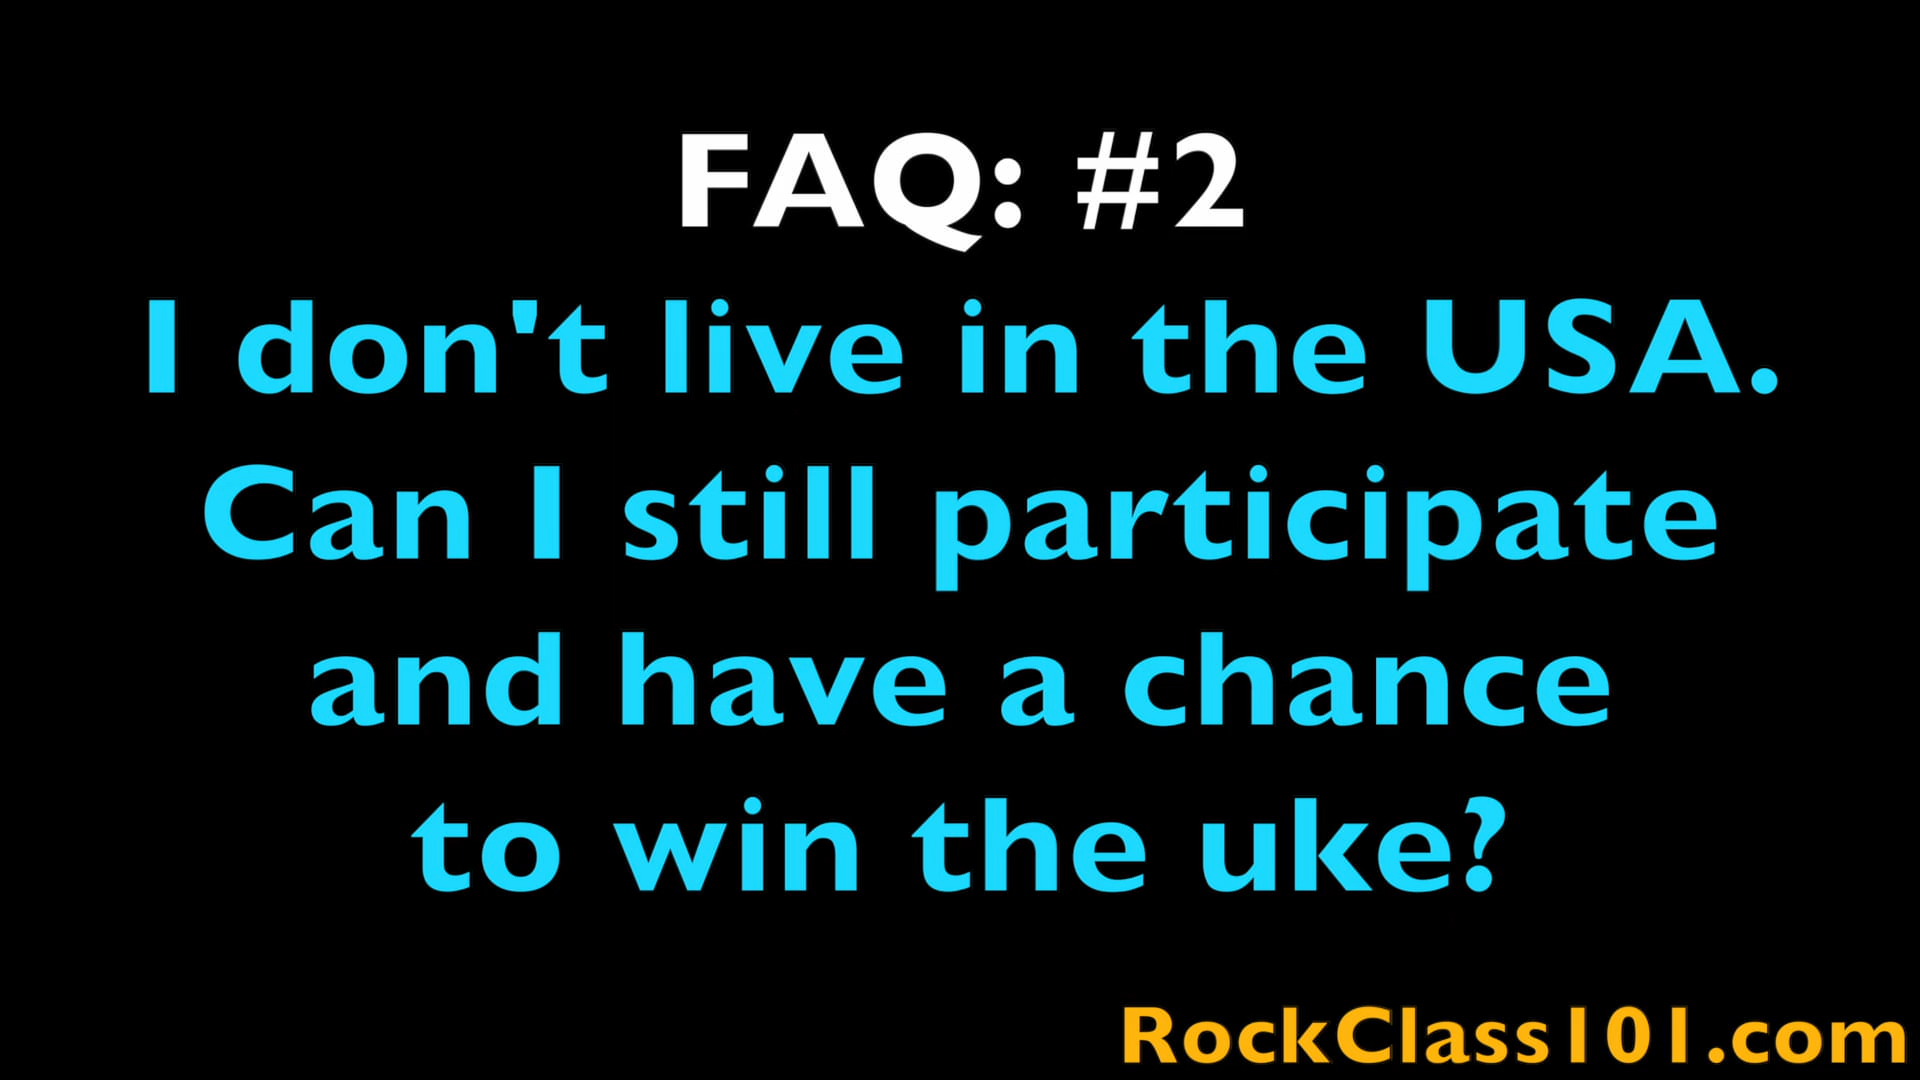 FAQ: #2
I don't live in the USA.
Can I still participate
and have a chance
to win the uke?
RockClass101.com